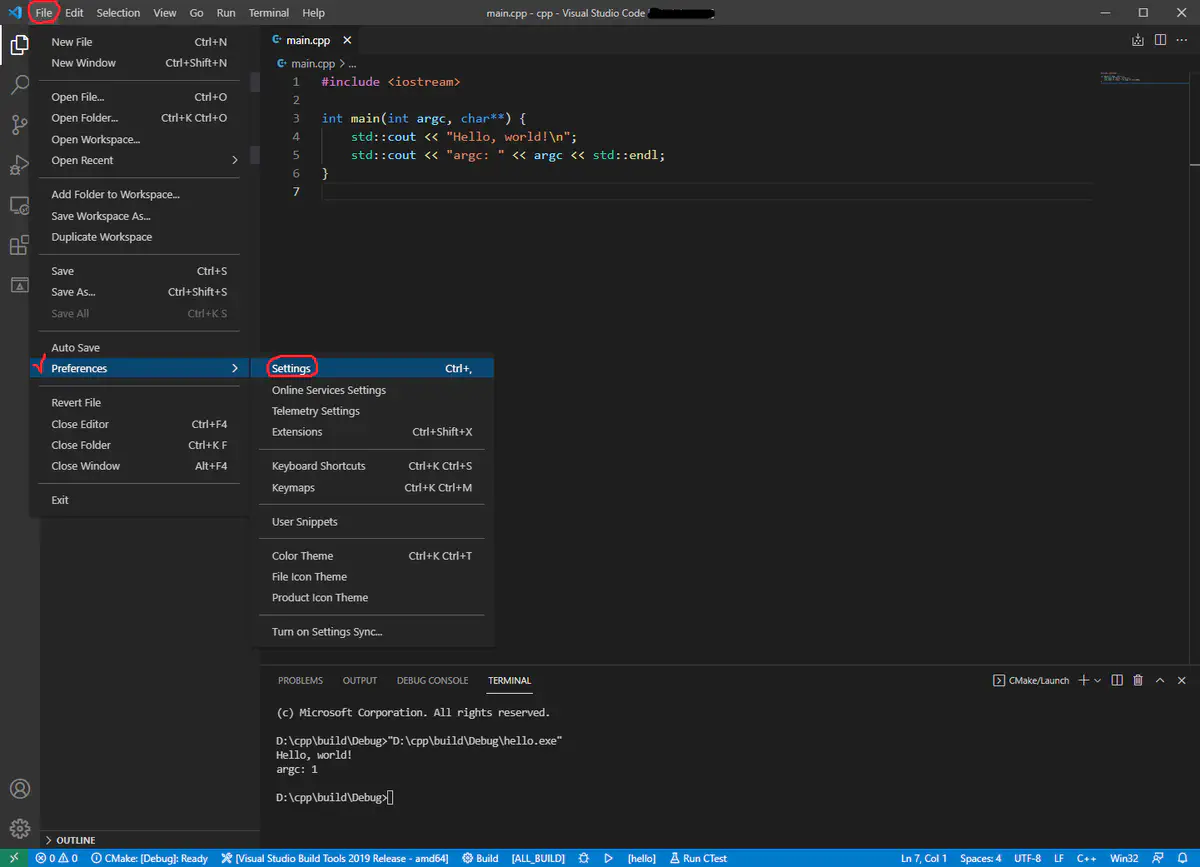 File Edit Selection View Go Run Terminal Help
main.cpp - cpp - Visual Studio Code
New File Ctrl+N
New Window Ctrl+Shift+N
Open File... Ctrl+O
Open Folder... Ctrl+K Ctrl+O
Open Workspace...
Open Recent
Add Folder to Workspace...
Save Workspace As...
Duplicate Workspace
Save Ctrl+S
Save As... Ctrl+Shift+S
Save All Ctrl+K S
Auto Save
Preferences
Revert File
Close Editor Ctrl+F4
Close Folder Ctrl+K F
Close Window Alt+F4
Exit
Settings Ctrl+,
Online Services Settings
Telemetry Settings
Extensions Ctrl+Shift+X
Keyboard Shortcuts Ctrl+K Ctrl+S
Keymaps Ctrl+K Ctrl+M
User Snippets
Color Theme Ctrl+K Ctrl+T
File Icon Theme
Product Icon Theme
Turn on Settings Sync...
main.cpp
main.cpp > ...
1 #include <iostream>
2
3 int main(int argc, char**) {
4 std::cout << "Hello, world!\n";
5 std::cout << "argc: " << argc << std::endl;
6 }
7
PROBLEMS OUTPUT DEBUG CONSOLE TERMINAL
CMake/Launch
(c) Microsoft Corporation. All rights reserved.
D:\cpp\build\Debug>"D:\cpp\build\Debug\hello.exe"
Hello, world!
argc: 1
D:\cpp\build\Debug>
OUTLINE
0 0 CMake: [Debug]: Ready [Visual Studio Build Tools 2019 Release - amd64] Build [ALL_BUILD] [hello] Run CTest Ln 7, Col 1 Spaces: 4 UTF-8 LF C++ Win32